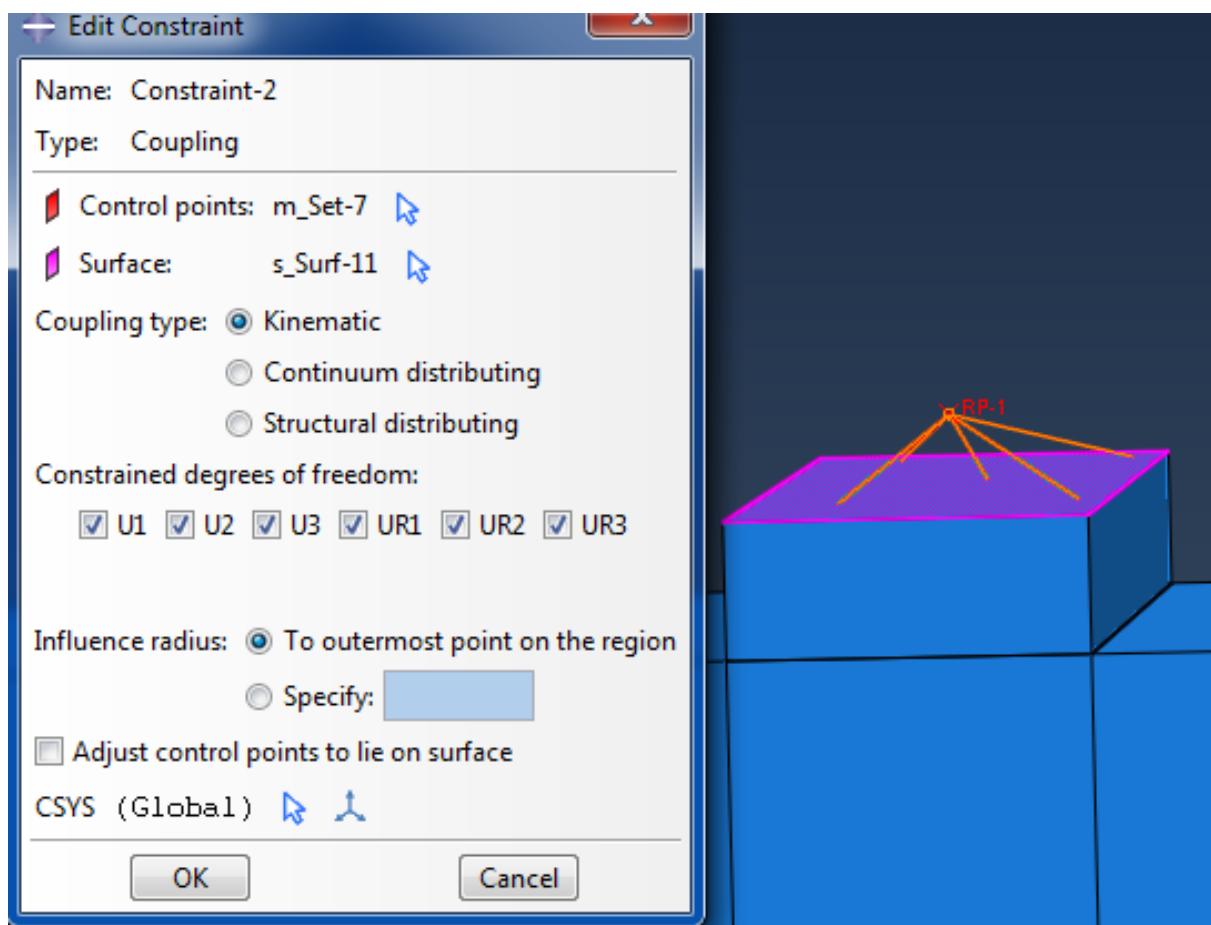 Edit Constraint
Name: Constraint-2
Type: Coupling
Control points: m_Set-7
Surface: s_Surf-11
Coupling type: Kinematic
Continuum distributing
Structural distributing
Constrained degrees of freedom:
U1 U2 U3 UR1 UR2 UR3
Influence radius: To outermost point on the region
Specify:
Adjust control points to lie on surface
CSYS (Global)
OK Cancel
RP-1